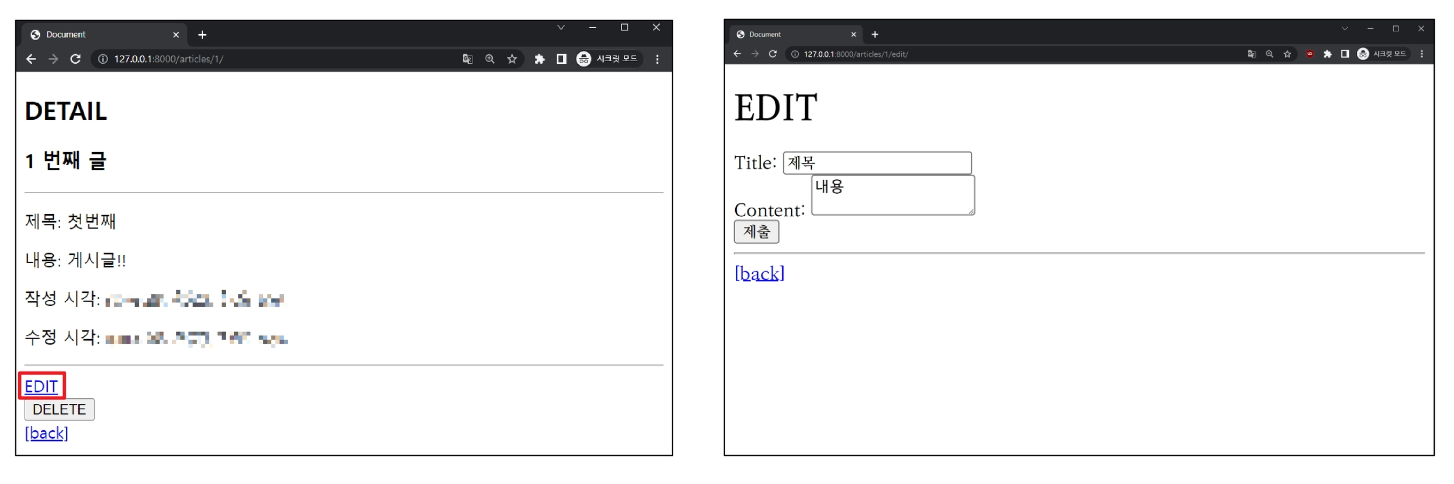 Document
127.0.0.1:8000/articles/1/
시크릿 모드
DETAIL
1 번째 글
제목: 첫번째
내용: 게시글!!
작성 시각:
수정 시각:
EDIT
DELETE
[back]
Document
127.0.0.1:8000/articles/1/edit/
시크릿 모드
EDIT
Title: 제목
Content: 내용
제출
[back]